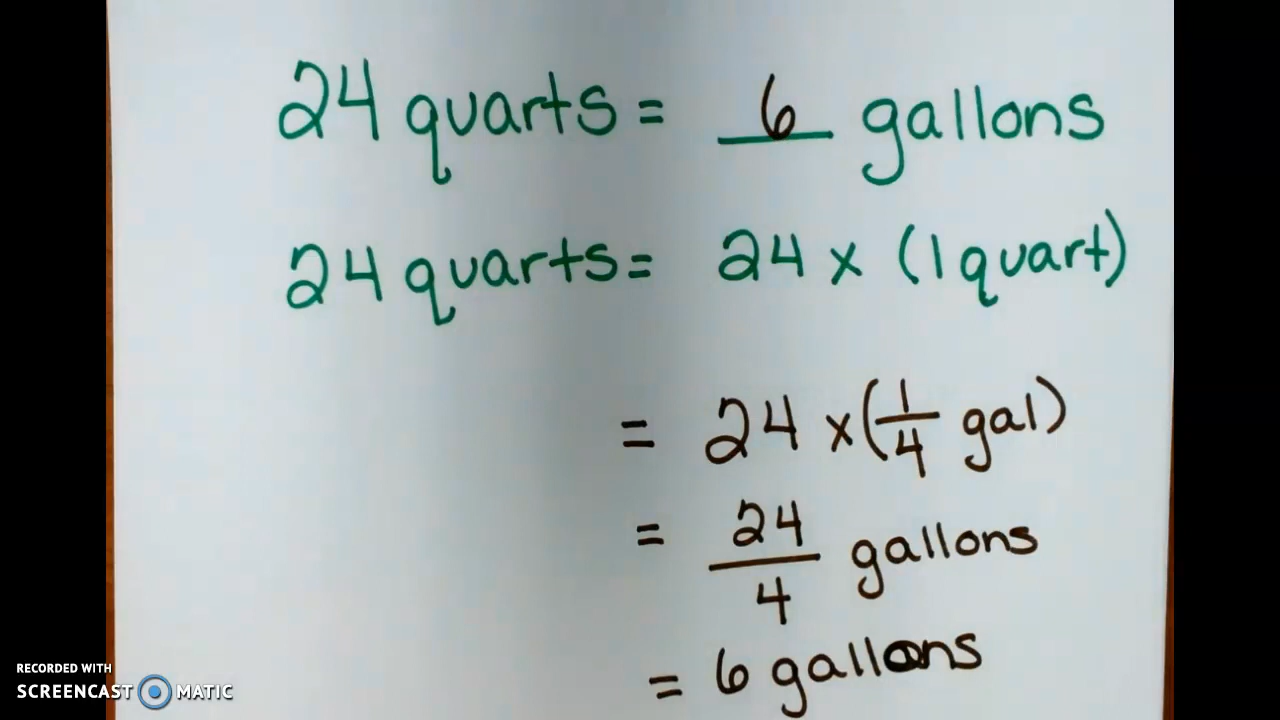 24 quarts = 6 gallons
24 quarts = 24 x (1 quart)
= 24 x (1/4 gal)
= 24/4 gallons
= 6 gallons
RECORDED WITH
SCREENCAST MATIC